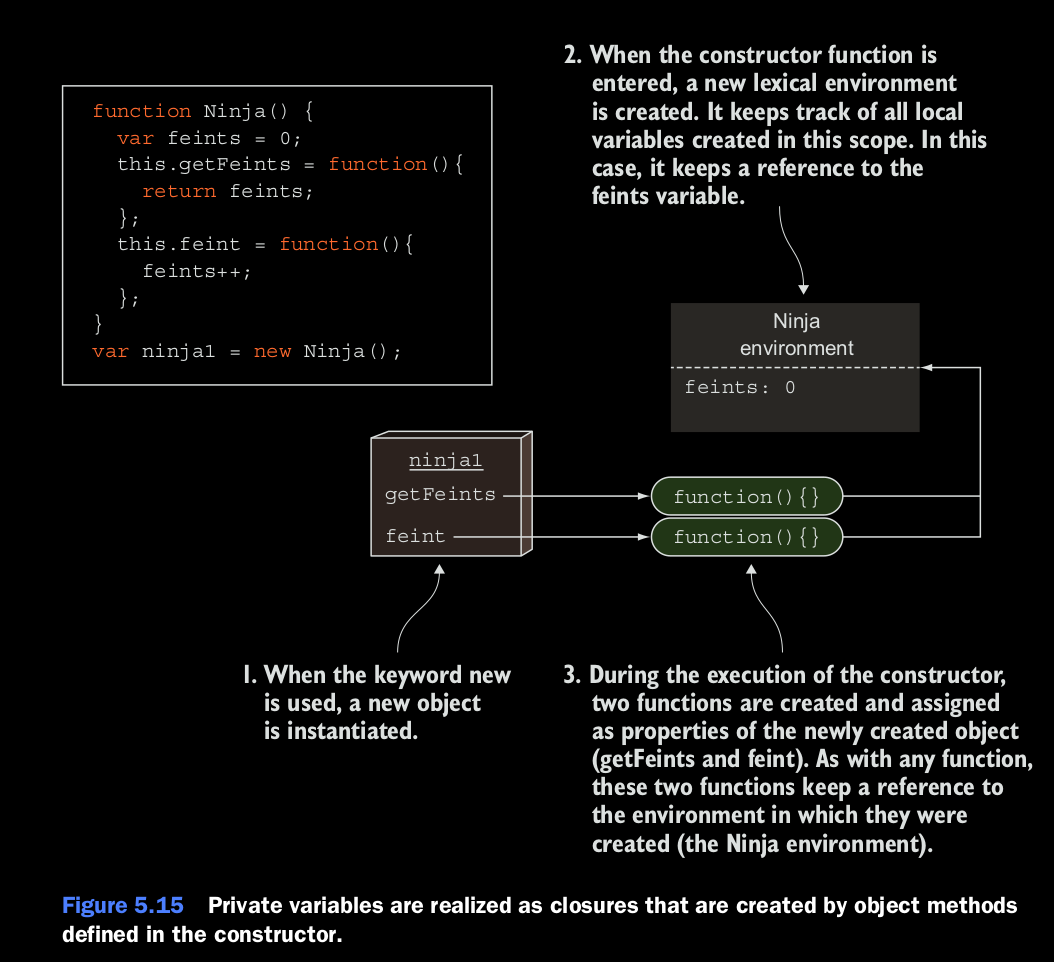 function Ninja() {
var feints = 0;
this.getFeints = function(){
return feints;
};
this.feint = function(){
feints++;
};
}
var ninja1 = new Ninja();
2. When the constructor function is
entered, a new lexical environment
is created. It keeps track of all local
variables created in this scope. In this
case, it keeps a reference to the
feints variable.
Ninja
environment
feints: 0
ninja1
getFeints
function(){}
feint
function(){}
1. When the keyword new
is used, a new object
is instantiated.
3. During the execution of the constructor,
two functions are created and assigned
as properties of the newly created object
(getFeints and feint). As with any function,
these two functions keep a reference to
the environment in which they were
created (the Ninja environment).
Figure 5.15 Private variables are realized as closures that are created by object methods
defined in the constructor.